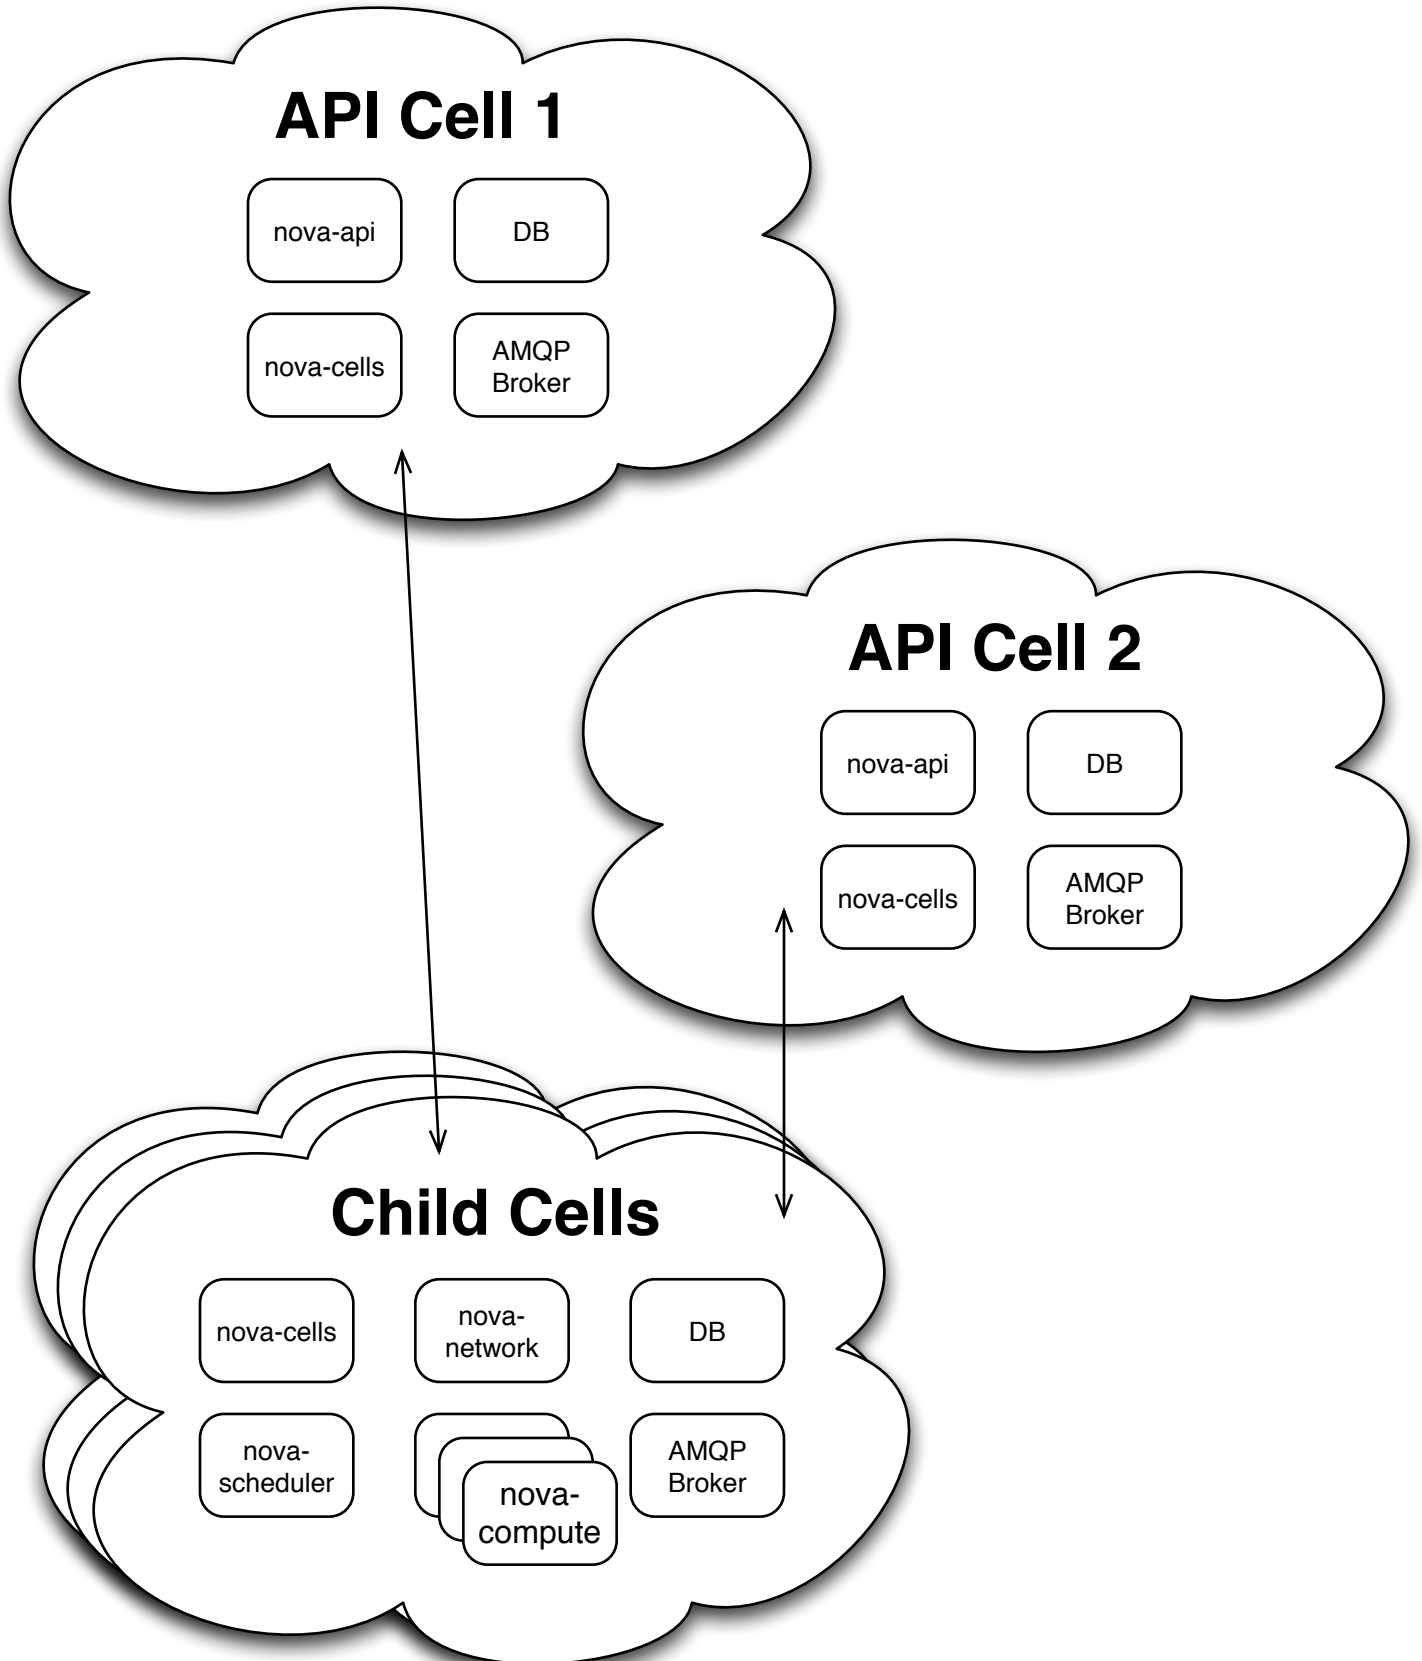 API Cell 1
nova-api
DB
nova-cells
AMQP
Broker
API Cell 2
nova-api
DB
nova-cells
AMQP
Broker
Child Cells
nova-cells
nova-
network
DB
nova-
scheduler
nova-
compute
AMQP
Broker